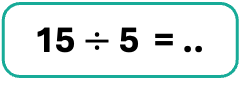 15 ÷ 5 = ..